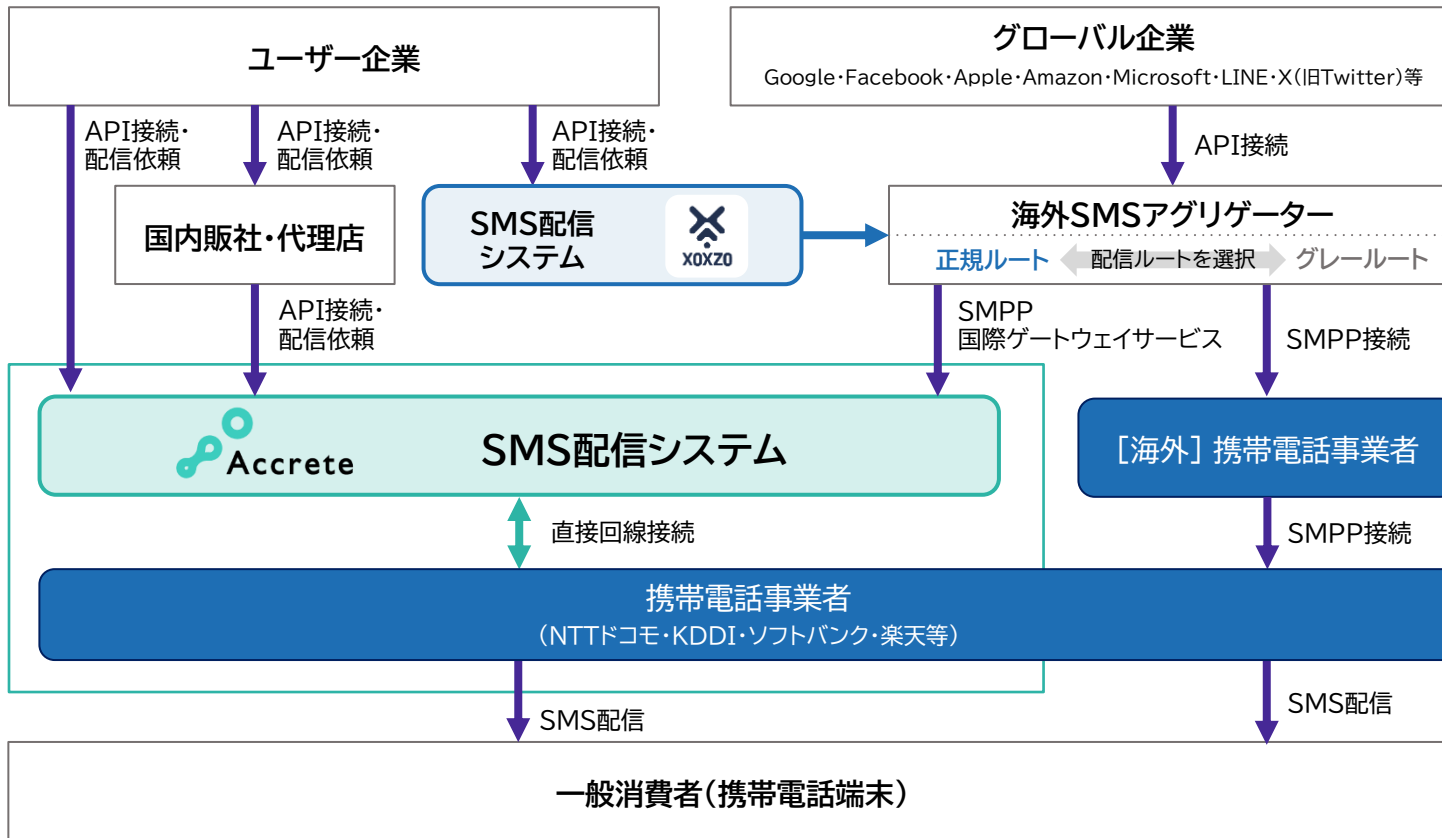 ユーザー企業
グローバル企業
Google・Facebook・Apple・Amazon・Microsoft・LINE・X(旧Twitter)等
API接続・
配信依頼
API接続・
配信依頼
API接続・
配信依頼
API接続
国内販社・代理店
SMS配信
システム
XOXZO
海外SMSアグリゲーター
正規ルート
配信ルートを選択
グレールート
API接続・
配信依頼
SMPP
国際ゲートウェイサービス
SMPP接続
Accrete
SMS配信システム
[海外] 携帯電話事業者
直接回線接続
SMPP接続
携帯電話事業者
(NTTドコモ・KDDI・ソフトバンク・楽天等)
SMS配信
SMS配信
一般消費者(携帯電話端末)